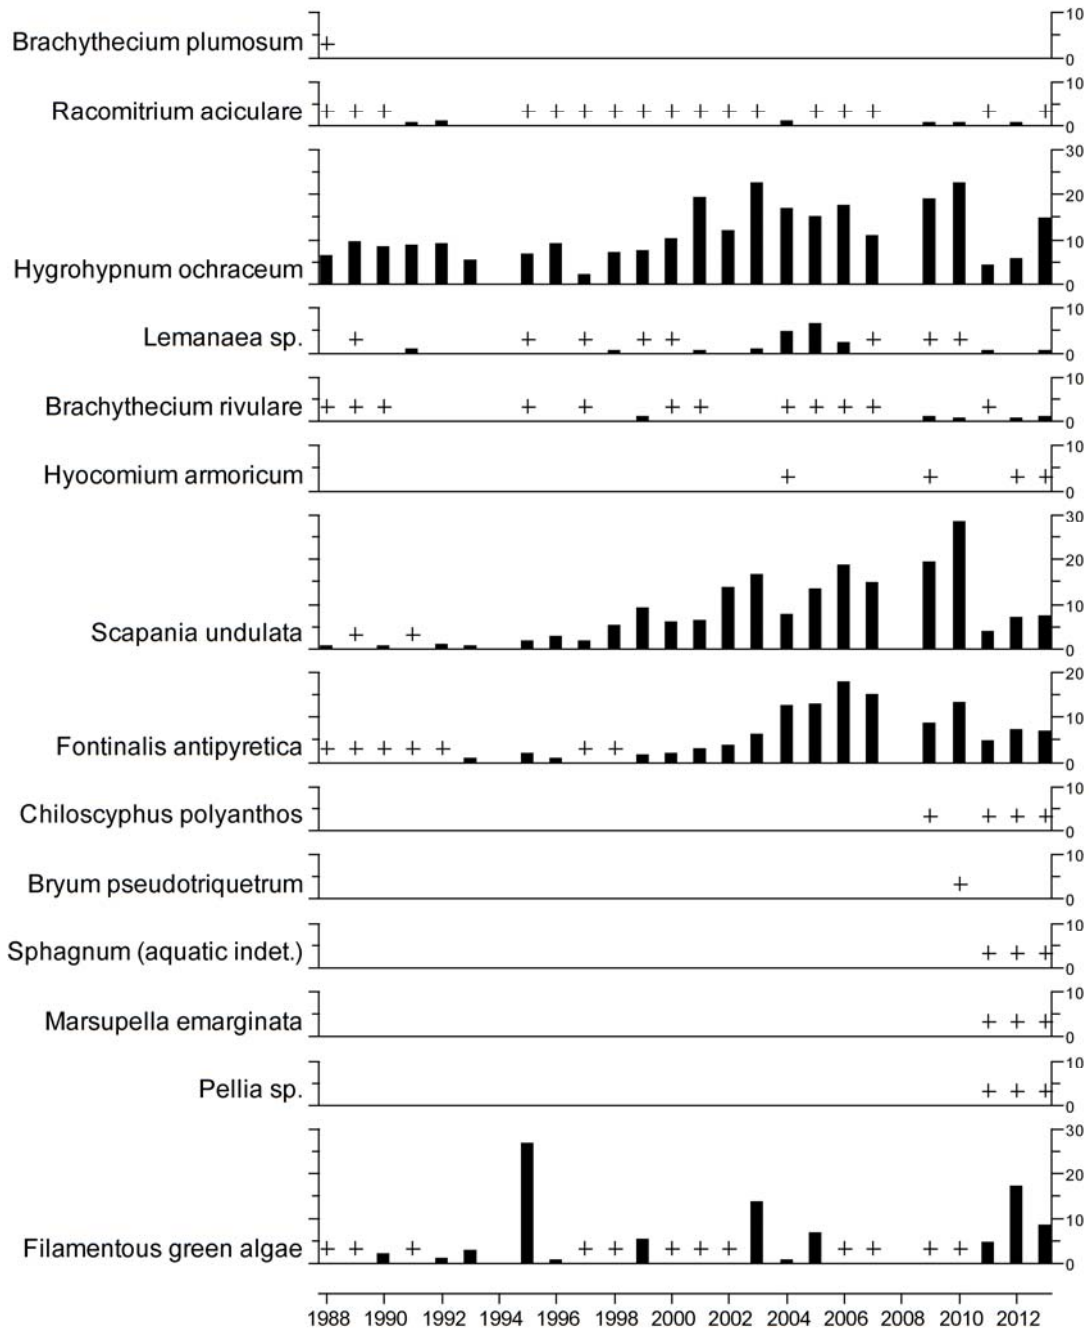 Brachythecium plumosum + 10 0
Racomitrium aciculare + + + + + + + + + + + + + + + + + 10 0
Hygrohypnum ochraceum 30 20 10 0
Lemanaea sp. + + + + + + + + 10 0
Brachythecium rivulare + + + + + + + + + + + + 10 0
Hyocomium armoricum + + + + 10 0
Scapania undulata + + 30 20 10 0
Fontinalis antipyretica + + + + + + + 20 10 0
Chiloscyphus polyanthos + + + + 10 0
Bryum pseudotriquetrum + 10 0
Sphagnum (aquatic indet.) + + + 10 0
Marsupella emarginata + + + 10 0
Pellia sp. + + + 10 0
Filamentous green algae + + + + + + + + + + + + 30 20 10 0
1988 1990 1992 1994 1996 1998 2000 2002 2004 2006 2008 2010 2012